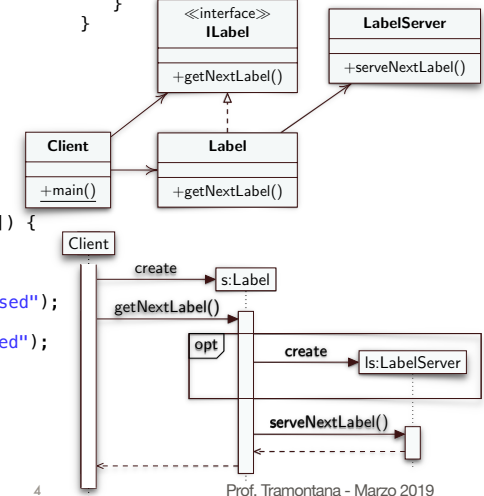 }
}
≪interface≫
ILabel
+getNextLabel()
LabelServer
+serveNextLabel()
Client
+main()
Label
+getNextLabel()
]) {
sed");
ed");
Client
create
s:Label
getNextLabel()
opt
create
ls:LabelServer
serveNextLabel()
4
Prof. Tramontana - Marzo 2019